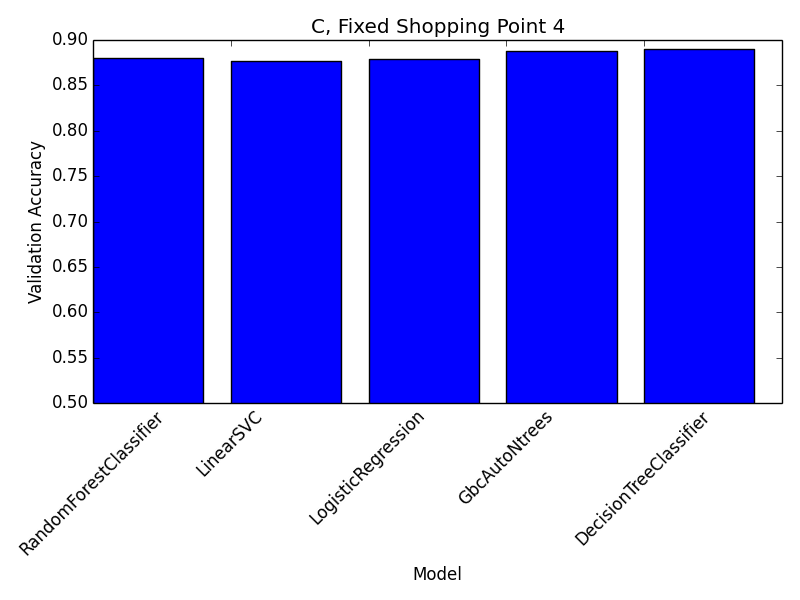 C, Fixed Shopping Point 4
Validation Accuracy
0.90
0.85
0.80
0.75
0.70
0.65
0.60
0.55
0.50
RandomForestClassifier
LinearSVC
LogisticRegression
GbcAutoNtrees
DecisionTreeClassifier
Model